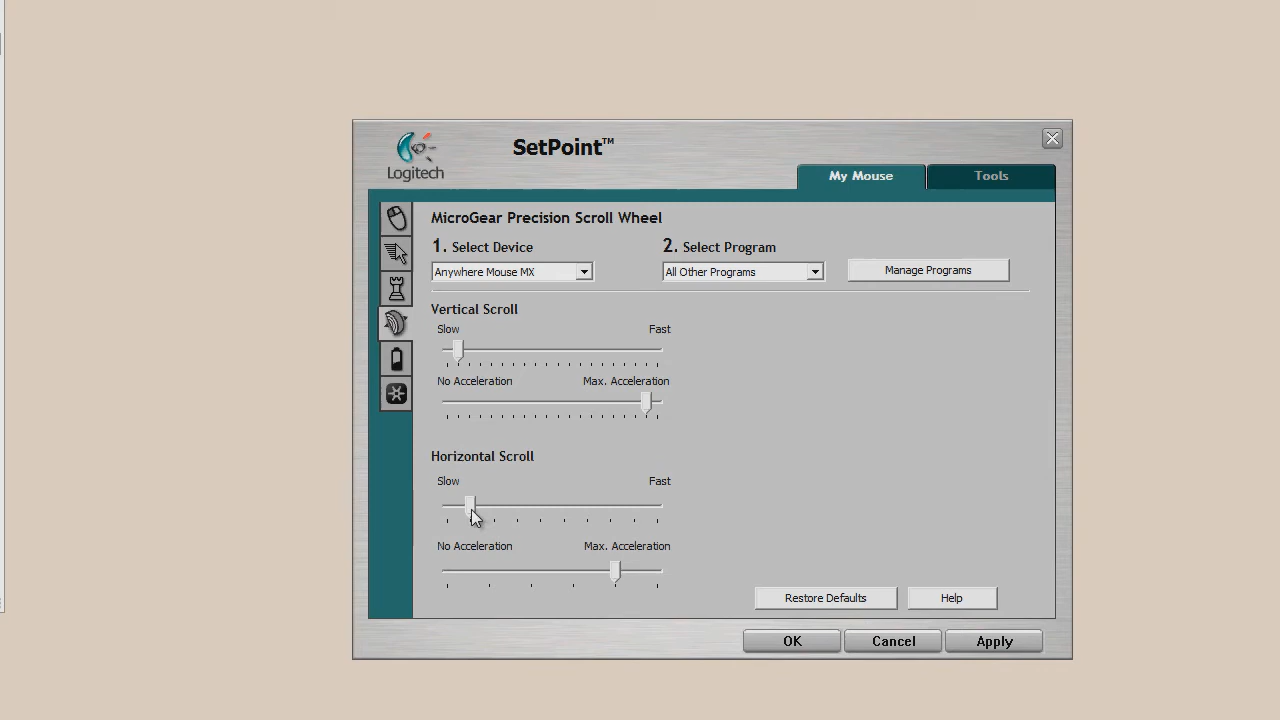 SetPoint™
Logitech
My Mouse
Tools
MicroGear Precision Scroll Wheel
1. Select Device
2. Select Program
Anywhere Mouse MX
All Other Programs
Manage Programs
Vertical Scroll
Slow
Fast
No Acceleration
Max. Acceleration
Horizontal Scroll
Slow
Fast
No Acceleration
Max. Acceleration
Restore Defaults
Help
OK
Cancel
Apply